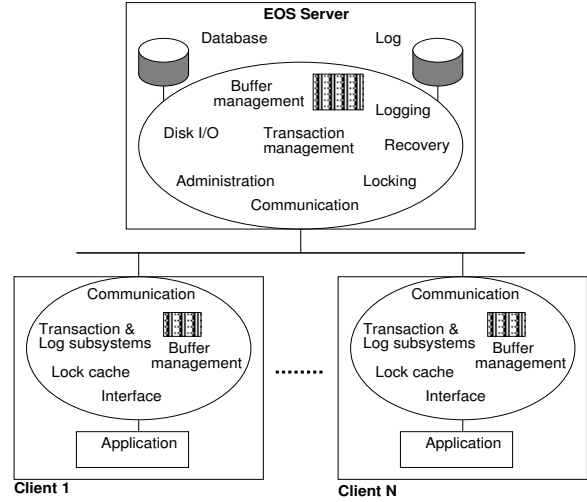 EOS Server
Database
Log
Buffer
management
Logging
Disk I/O
Transaction
management
Recovery
Administration
Locking
Communication
Communication
Transaction &
Log subsystems
Buffer
management
Lock cache
Interface
Application
Client 1
Communication
Transaction &
Log subsystems
Buffer
management
Lock cache
Interface
Application
Client N